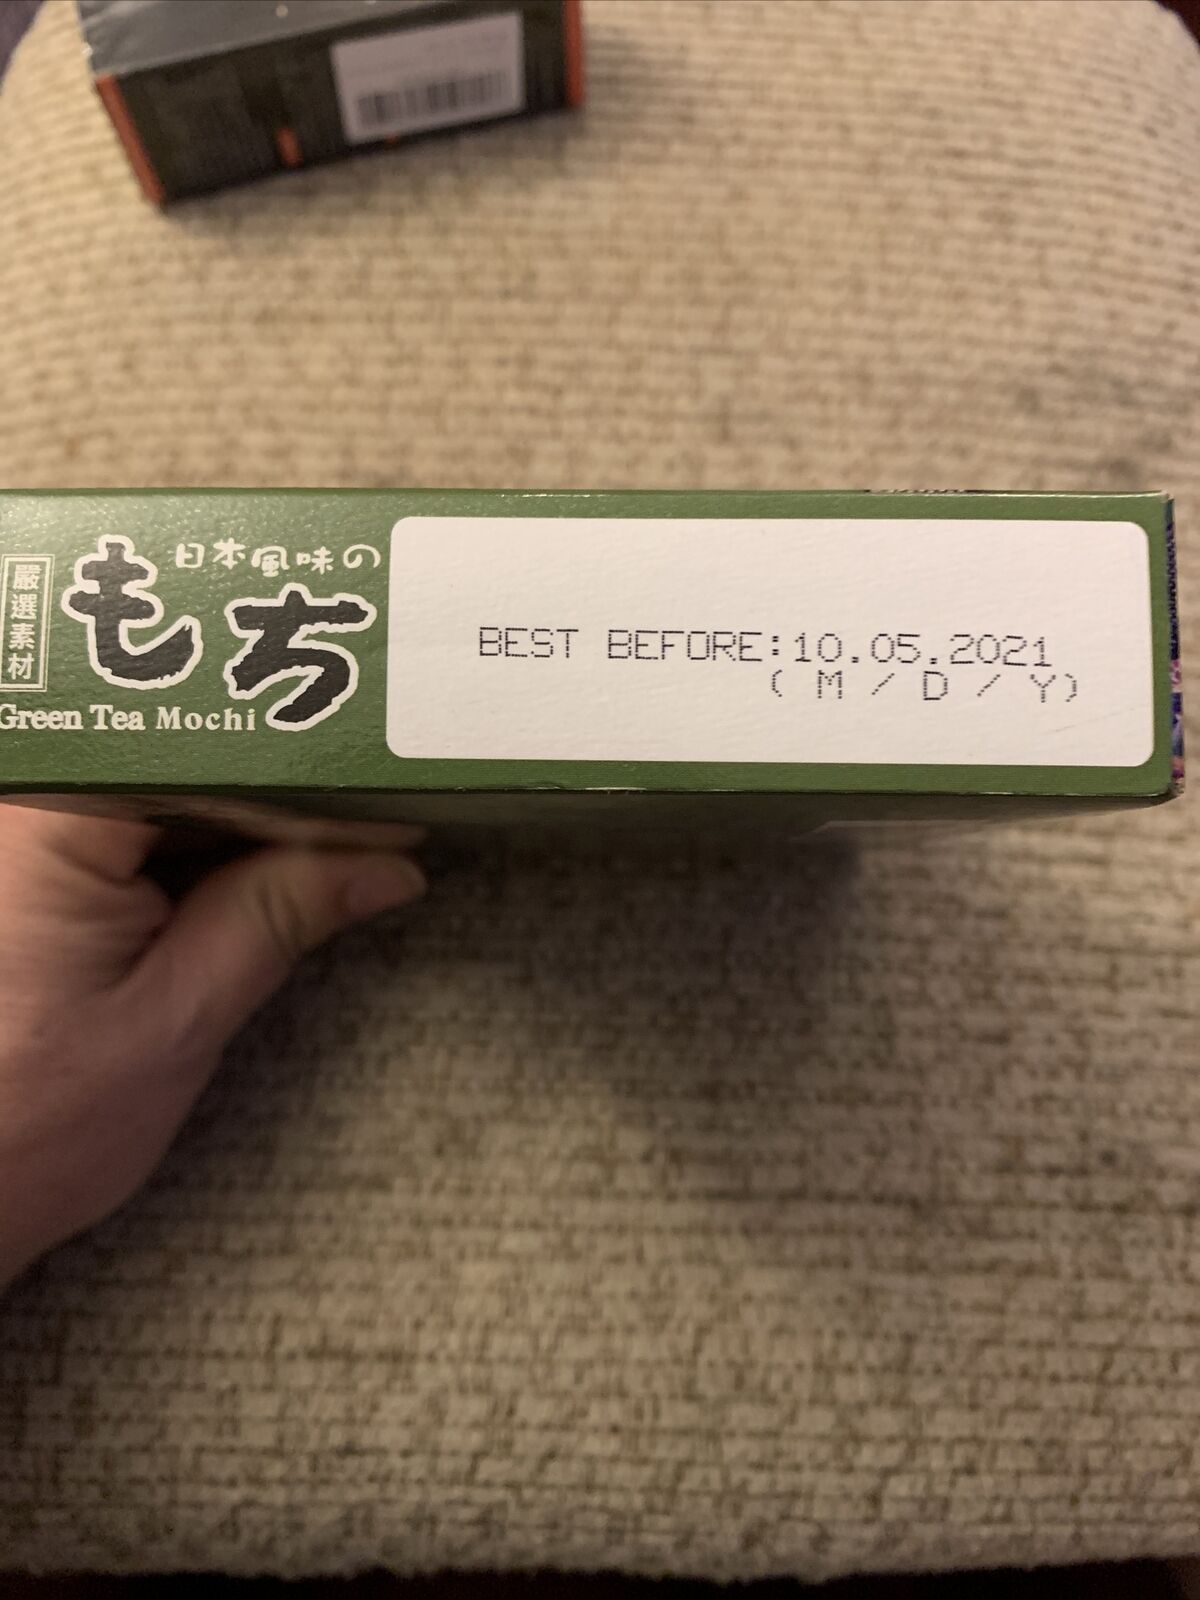 嚴選素材
日本風味の
もち
Green Tea Mochi
BEST BEFORE:10.05.2021
( M / D / Y)